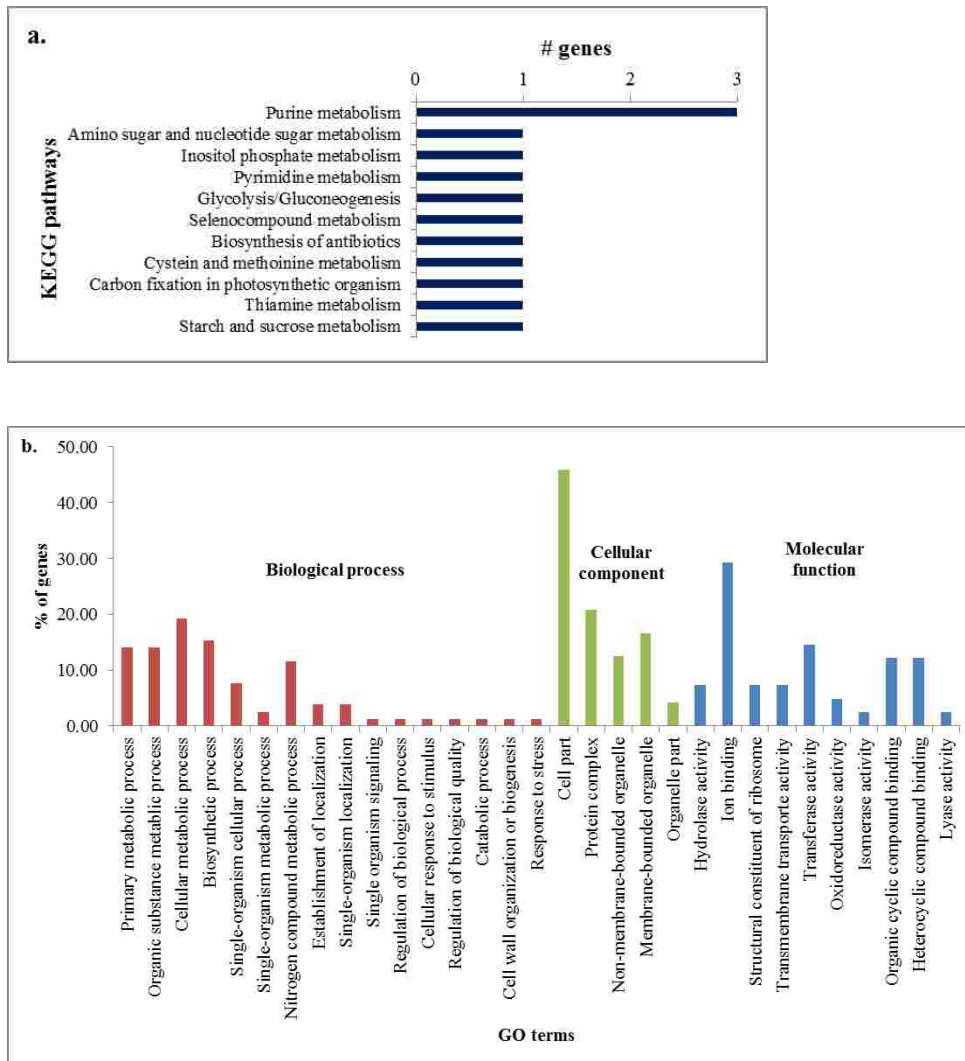 a.
# genes
0 1 2 3
KEGG pathways
Purine metabolism
Amino sugar and nucleotide sugar metabolism
Inositol phosphate metabolism
Pyrimidine metabolism
Glycolysis/Gluconeogenesis
Selenocompound metabolism
Biosynthesis of antibiotics
Cystein and methoinine metabolism
Carbon fixation in photosynthetic organism
Thiamine metabolism
Starch and sucrose metabolism
b.
% of genes
50.00
40.00
30.00
20.00
10.00
0.00
Biological process
Cellular
component
Molecular
function
Primary metabolic process
Organic substance metablic process
Cellular metabolic process
Biosynthetic process
Single-organism cellular process
Single-organism metabolic process
Nitrogen compound metabolic process
Establishment of localization
Single-organism localization
Single organism signaling
Regulation of biological process
Cellular response to stimulus
Regulation of biological quality
Catabolic process
Cell wall organization or biogenesis
Response to stress
Cell part
Protein complex
Non-membrane-bounded organelle
Membrane-bounded organelle
Organelle part
Hydrolase activity
Ion binding
Structural constituent of ribosome
Transmembrane transporte activity
Transferase activity
Oxidoreductase activity
Isomerase activity
Organic cyclic compound binding
Heterocyclic compound binding
Lyase activity
GO terms